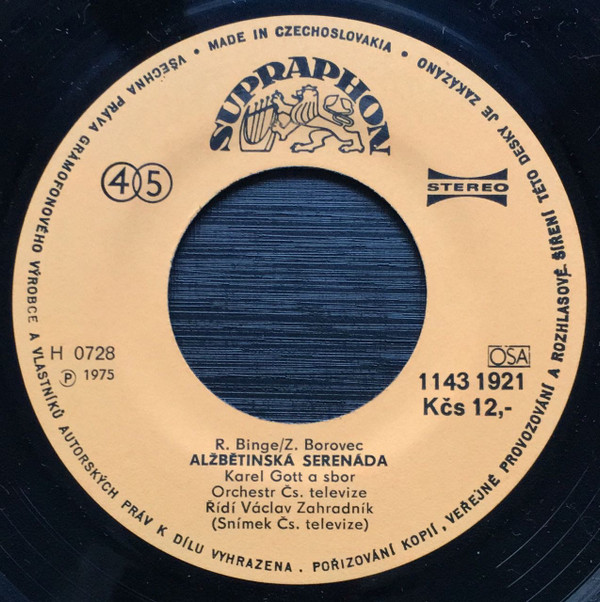 VŠECHNA PRÁVA GRAMOFONOVÉHO VÝROBCE A VLASTNÍKŮ AUTORSKÝCH PRÁV K DÍLU VYHRAZENA. POŘIZOVÁNÍ KOPIÍ, VEŘEJNÉ PROVOZOVÁNÍ A ROZHLASOVÉ ŠÍŘENÍ TÉTO DESKY JE ZAKÁZÁNO
• MADE IN CZECHOSLOVAKIA •
SUPRAPHON
45
STEREO
H 0728
Ⓟ 1975
OSA
1143 1921
Kčs 12,-
R. Binge/Z. Borovec
ALŽBĚTINSKÁ SERENÁDA
Karel Gott a sbor
Orchestr Čs. televize
Řídí Václav Zahradník
(Snímek Čs. televize)